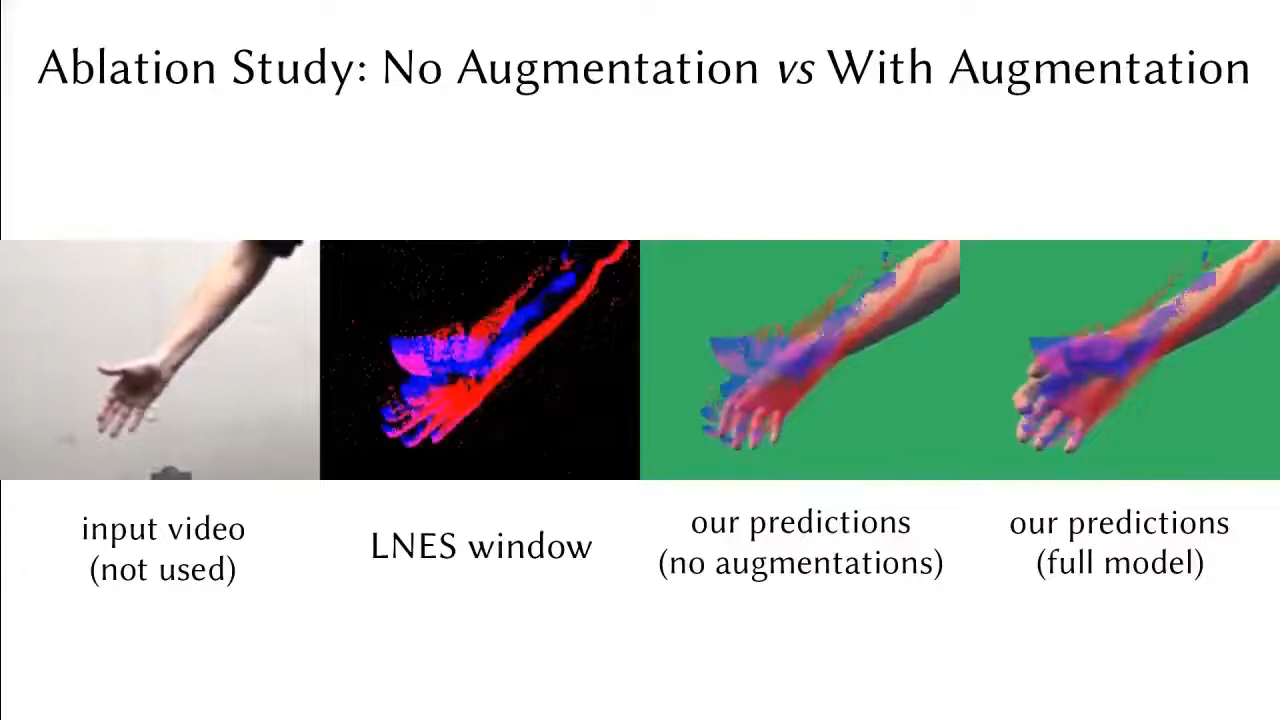 Ablation Study: No Augmentation vs With Augmentation
input video
(not used)
LNES window
our predictions
(no augmentations)
our predictions
(full model)